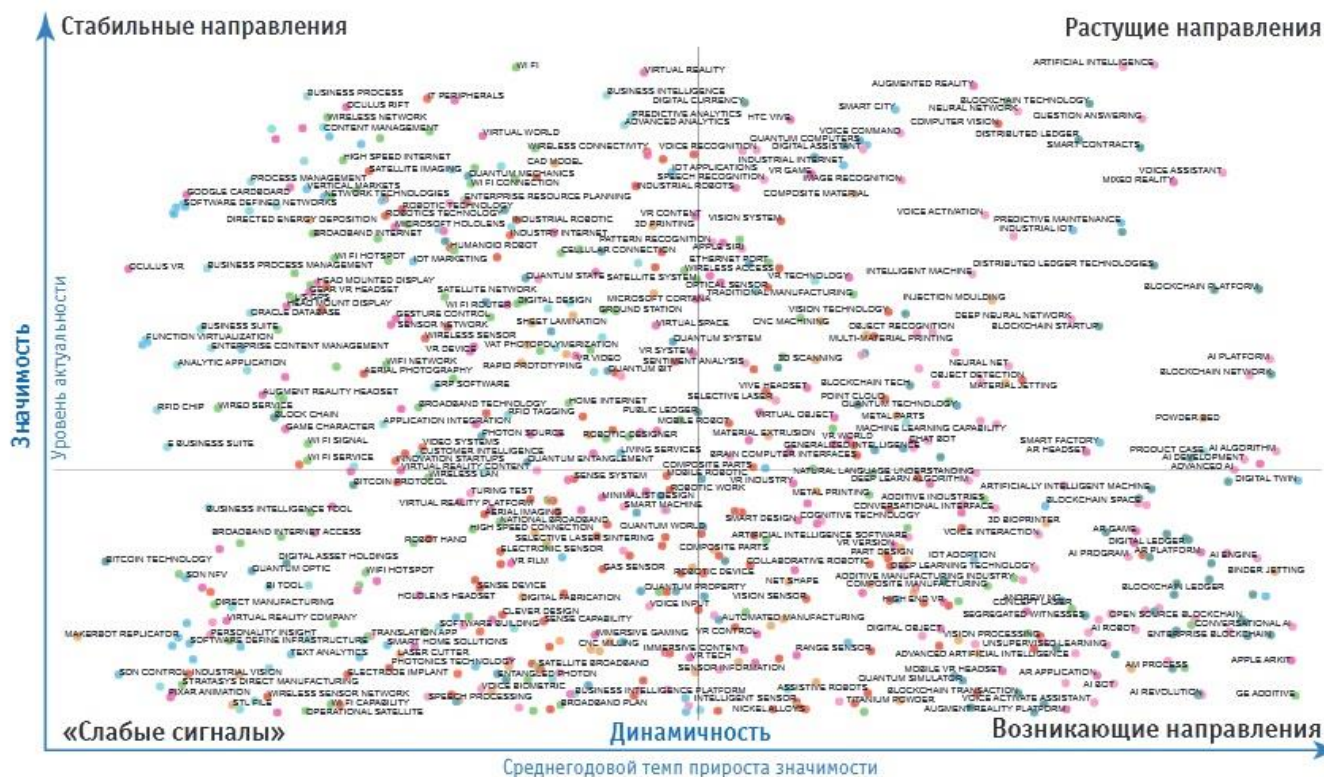 Стабильные направления
Растущие направления
WI FI
ARTIFICIAL INTELLIGENCE
VIRTUAL REALITY
AUGMENTED REALITY
BUSINESS PROCESS
IT PERIPHERALS
BUSINESS INTELLIGENCE
DIGITAL CURRENCY
BLOCKCHAIN TECHNOLOGY
OCULUS RIFT
SMART CITY
NEURAL NETWORK
WIRELESS NETWORK
PREDICTIVE ANALYTICS
ADVANCED ANALYTICS
HTC VIVE
COMPUTER VISION
QUESTION ANSWERING
CONTENT MANAGEMENT
VIRTUAL WORLD
VOICE COMMAND
DISTRIBUTED LEDGER
QUANTUM COMPUTERS
WIRELESS CONNECTIVITY
VOICE RECOGNITION
DIGITAL ASSISTANT
SMART CONTRACTS
HIGH SPEED INTERNET
CAD MODEL
INDUSTRIAL INTERNET
SATELLITE IMAGING
IOT APPLICATIONS
VR GAME
VOICE ASSISTANT
QUANTUM MECHANICS
SPEECH RECOGNITION
IMAGE RECOGNITION
MIXED REALITY
PROCESS MANAGEMENT
VERTICAL MARKETS
WI FI CONNECTION
INDUSTRIAL ROBOTS
GOOGLE CARDBOARD
NETWORK TECHNOLOGIES
ENTERPRISE RESOURCE PLANNING
COMPOSITE MATERIAL
SOFTWARE DEFINED NETWORKS
ROBOTIC TECHNOLOGY
ROBOTICS TECHNOLOGY
VR CONTENT
VOICE ACTIVATION
DIRECTED ENERGY DEPOSITION
MICROSOFT HOLOLENS
INDUSTRIAL ROBOTIC
3D PRINTING
VISION SYSTEM
PREDICTIVE MAINTENANCE
BROADBAND INTERNET
INDUSTRY INTERNET
INDUSTRIAL IOT
HUMANOID ROBOT
PATTERN RECOGNITION
APPLE SIRI
CELLULAR CONNECTION
WI FI HOTSPOT
IOT MARKETING
ETHERNET PORT
OCULUS VR
BUSINESS PROCESS MANAGEMENT
WIRELESS ACCESS
DISTRIBUTED LEDGER TECHNOLOGIES
QUANTUM STATE
SATELLITE SYSTEM
VR TECHNOLOGY
INTELLIGENT MACHINE
HEAD MOUNTED DISPLAY
OPTICAL SENSOR
GEAR VR HEADSET
SATELLITE NETWORK
TRADITIONAL MANUFACTURING
BLOCKCHAIN PLATFORM
HEAD MOUNT DISPLAY
WI FI ROUTER
DIGITAL DESIGN
MICROSOFT CORTANA
INJECTION MOULDING
ORACLE DATABASE
GESTURE CONTROL
GROUND STATION
VISION TECHNOLOGY
DEEP NEURAL NETWORK
BUSINESS SUITE
SENSOR NETWORK
SHEET LAMINATION
VIRTUAL SPACE
CNC MACHINING
OBJECT RECOGNITION
BLOCKCHAIN STARTUP
FUNCTION VIRTUALIZATION
WIRELESS SENSOR
QUANTUM SYSTEM
MULTI-MATERIAL PRINTING
ENTERPRISE CONTENT MANAGEMENT
VR DEVICE
VAT PHOTOPOLYMERIZATION
VR SYSTEM
ANALYTIC APPLICATION
WIFI NETWORK
RAPID PROTOTYPING
VR VIDEO
SENTIMENT ANALYSIS
3D SCANNING
NEURAL NET
AI PLATFORM
AERIAL PHOTOGRAPHY
QUANTUM BIT
OBJECT DETECTION
BLOCKCHAIN NETWORK
ERP SOFTWARE
VIVE HEADSET
BLOCKCHAIN TECH
MATERIAL JETTING
AUGMENT REALITY HEADSET
SELECTIVE LASER
POINT CLOUD
RFID CHIP
WIRED SERVICE
BROADBAND TECHNOLOGY
HOME INTERNET
QUANTUM TECHNOLOGY
BLOCK CHAIN
RFID TAGGING
PUBLIC LEDGER
VIRTUAL OBJECT
METAL PARTS
POWDER BED
APPLICATION INTEGRATION
MOBILE ROBOT
GAME CHARACTER
PHOTON SOURCE
ROBOTIC DESIGNER
MATERIAL EXTRUSION
VR WORLD
MACHINE LEARNING CAPABILITY
E BUSINESS SUITE
WI FI SIGNAL
VIDEO SYSTEMS
CHAT BOT
SMART FACTORY
CUSTOMER INTELLIGENCE
LIVING SERVICES
GENERALIZED INTELLIGENCE
AR HEADSET
PRODUCT CASE
AI ALGORITHM
WI FI SERVICE
INNOVATION STARTUPS
QUANTUM ENTANGLEMENT
BRAIN COMPUTER INTERFACES
AI DEVELOPMENT
VIRTUAL REALITY CONTENT
COMPOSITE PARTS
ADVANCED AI
WIRELESS LAN
SENSE SYSTEM
MOBILE ROBOTIC
NATURAL LANGUAGE UNDERSTANDING
BITCOIN PROTOCOL
VR INDUSTRY
DEEP LEARN ALGORITHM
DIGITAL TWIN
TURING TEST
ROBOTIC WORK
ARTIFICIALLY INTELLIGENT MACHINE
VIRTUAL REALITY PLATFORM
MINIMALIST DESIGN
METAL PRINTING
ADDITIVE INDUSTRIES
BLOCKCHAIN SPACE
BUSINESS INTELLIGENCE TOOL
AERIAL IMAGING
SMART MACHINE
CONVERSATIONAL INTERFACE
NATIONAL BROADBAND
SMART DESIGN
COGNITIVE TECHNOLOGY
3D BIOPRINTER
HIGH SPEED CONNECTION
QUANTUM WORLD
AR GAME
BROADBAND INTERNET ACCESS
ROBOT HAND
SELECTIVE LASER SINTERING
ARTIFICIAL INTELLIGENCE SOFTWARE
VOICE INTERACTION
DIGITAL LEDGER
ELECTRONIC SENSOR
COMPOSITE PARTS
VR VERSION
AI PROGRAM
AR PLATFORM
BITCOIN TECHNOLOGY
DIGITAL ASSET HOLDINGS
VR FILM
PART DESIGN
IOT ADOPTION
AI ENGINE
QUANTUM OPTIC
WIFI HOTSPOT
GAS SENSOR
ROBOTIC DEVICE
COLLABORATIVE ROBOTIC
DEEP LEARNING TECHNOLOGY
BINDER JETTING
SDN NFV
BI TOOL
SENSE DEVICE
QUANTUM PROPERTY
NET SHAPE
ADDITIVE MANUFACTURING INDUSTRY
COMPOSITE MANUFACTURING
BLOCKCHAIN LEDGER
DIRECT MANUFACTURING
HOLOLENS HEADSET
DIGITAL FABRICATION
VOICE INPUT
VISION SENSOR
HIGH END VR
ANDREW NG
CONCEPT LASER
VIRTUAL REALITY COMPANY
CLEVER DESIGN
SENSE CAPABILITY
AUTOMATED MANUFACTURING
SEGREGATED WITNESSES
OPEN SOURCE BLOCKCHAIN
SOFTWARE BUILDING
DIGITAL OBJECT
AI ROBOT
CONVERSATIONAL AI
MAKERBOT REPLICATOR
PERSONALITY INSIGHT
TRANSLATION APP
IMMERSIVE GAMING
VR CONTROL
VISION PROCESSING
ENTERPRISE BLOCKCHAIN
SOFTWARE DEFINE INFRASTRUCTURE
SMART HOME SOLUTIONS
CNC MILLING
IMMERSIVE CONTENT
RANGE SENSOR
UNSUPERVISED LEARNING
TEXT ANALYTICS
LASER CUTTER
VR TECH
ADVANCED ARTIFICIAL INTELLIGENCE
PHOTONICS TECHNOLOGY
SATELLITE BROADBAND
SENSOR INFORMATION
AM PROCESS
APPLE ARKIT
SDN CONTROL
INDUSTRIAL VISION
ELECTRODE IMPLANT
ENTANGLED PHOTON
MOBILE VR HEADSET
AR APPLICATION
STRATASYS DIRECT MANUFACTURING
QUANTUM SIMULATOR
AI BOT
PIXAR ANIMATION
WIRELESS SENSOR NETWORK
VOICE BIOMETRIC
BUSINESS INTELLIGENCE PLATFORM
ASSISTIVE ROBOTS
BLOCKCHAIN TRANSACTION
AI REVOLUTION
GE ADDITIVE
STL FILE
WI FI CAPABILITY
SPEECH PROCESSING
BROADBAND PLAN
INTELLIGENT SENSOR
TITANIUM POWDER
VOICE ACTIVATE ASSISTANT
OPERATIONAL SATELLITE
NICKEL ALLOYS
AUGMENT REALITY PLATFORM
Значимость
Уровень актуальности
«Слабые сигналы»
Динамичность
Возникающие направления
Среднегодовой темп прироста значимости